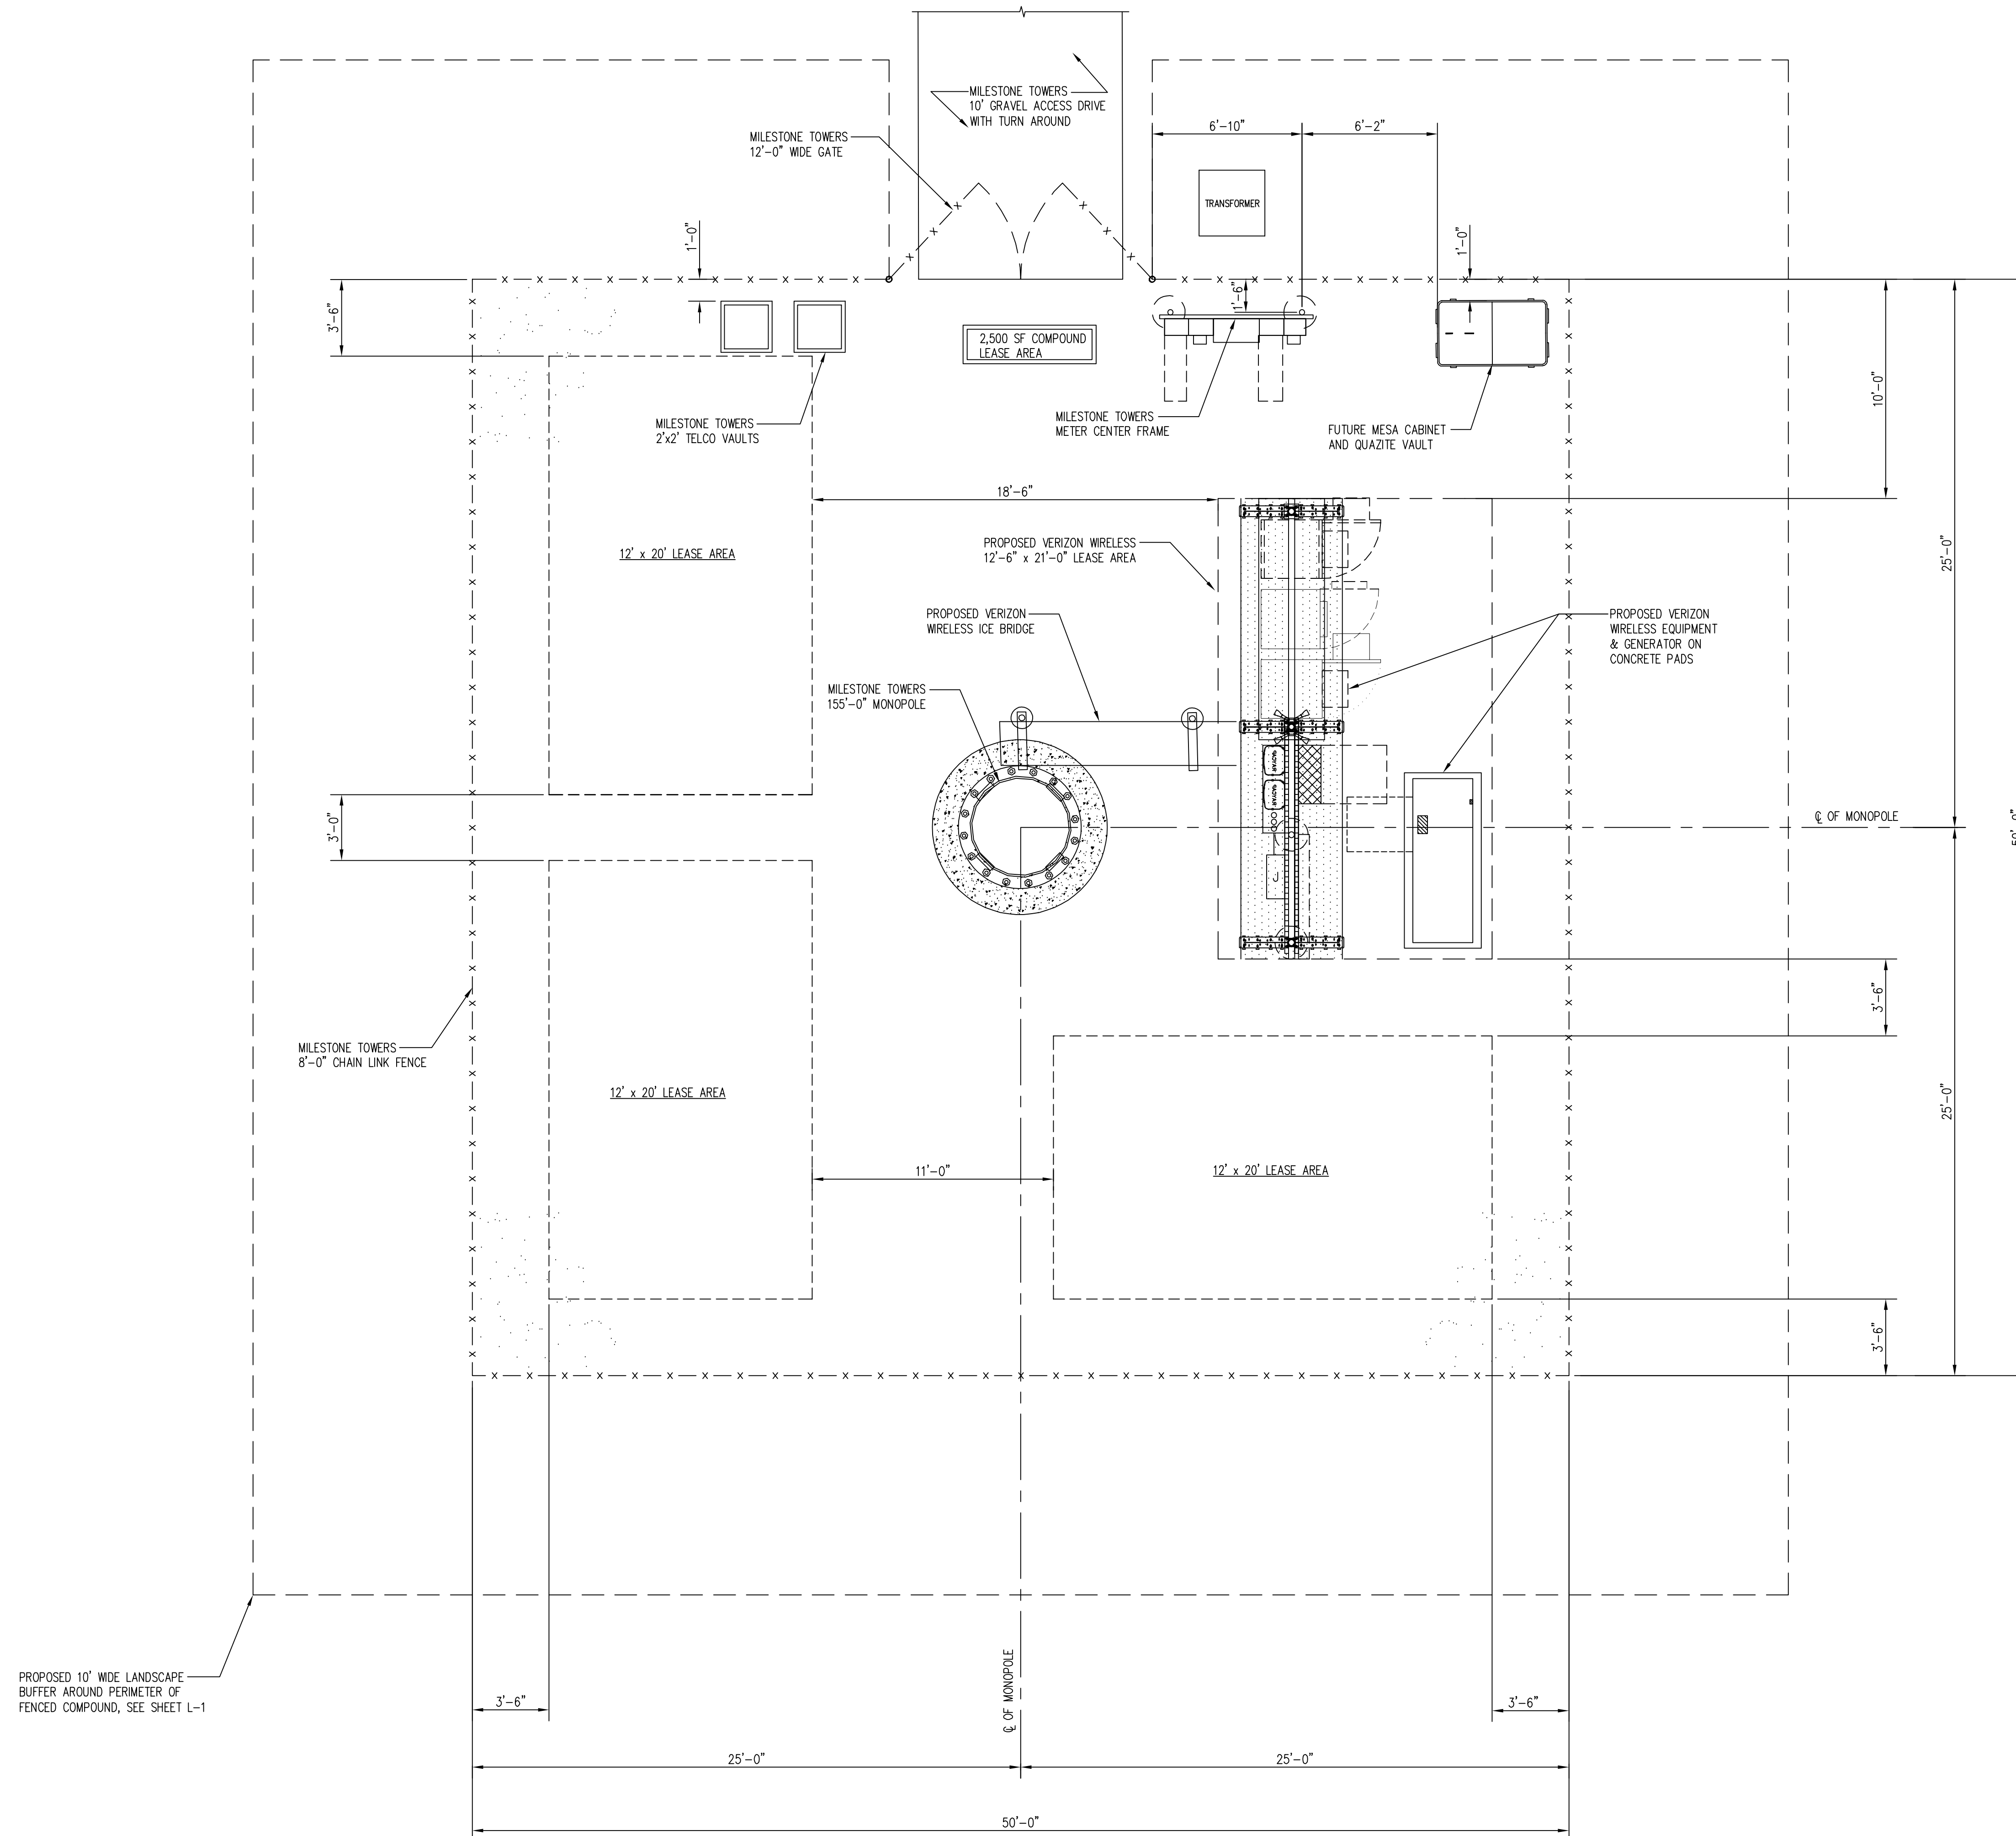 MILESTONE TOWERS
10' GRAVEL ACCESS DRIVE
WITH TURN AROUND
MILESTONE TOWERS
12'-0" WIDE GATE
6'-10"
6'-2"
TRANSFORMER
1'-0"
1'-0"
3'-6"
1'-6"
2,500 SF COMPOUND
LEASE AREA
10'-0"
MILESTONE TOWERS
2'x2' TELCO VAULTS
MILESTONE TOWERS
METER CENTER FRAME
FUTURE MESA CABINET
AND QUAZITE VAULT
18'-6"
12' x 20' LEASE AREA
PROPOSED VERIZON WIRELESS
12'-6" x 21'-0" LEASE AREA
25'-0"
PROPOSED VERIZON
WIRELESS ICE BRIDGE
PROPOSED VERIZON
WIRELESS EQUIPMENT
& GENERATOR ON
CONCRETE PADS
MILESTONE TOWERS
155'-0" MONOPOLE
3'-0"
℄ OF MONOPOLE
50'-0"
J
3'-6"
MILESTONE TOWERS
8'-0" CHAIN LINK FENCE
12' x 20' LEASE AREA
25'-0"
11'-0"
12' x 20' LEASE AREA
3'-6"
PROPOSED 10' WIDE LANDSCAPE
BUFFER AROUND PERIMETER OF
FENCED COMPOUND, SEE SHEET L-1
℄ OF MONOPOLE
3'-6"
3'-6"
25'-0"
25'-0"
50'-0"